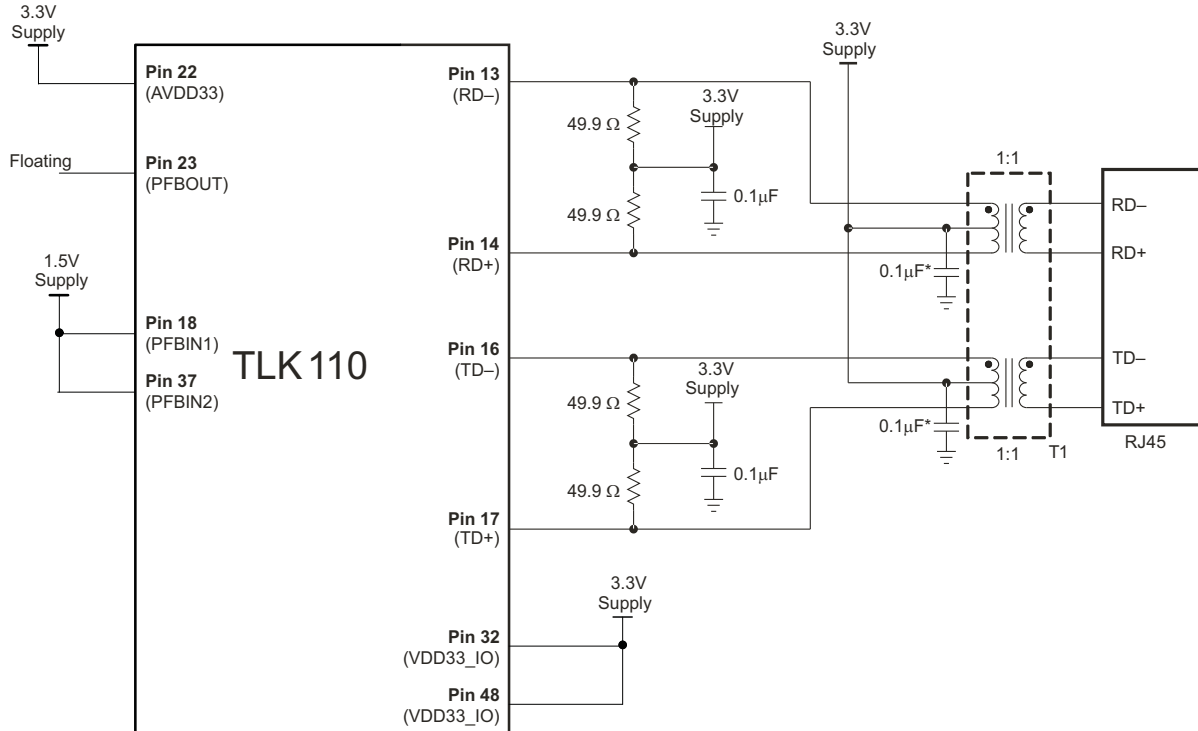 3.3V
Supply
Pin 22
(AVDD33)
Floating
Pin 23
(PFBOUT)
1.5V
Supply
Pin 18
(PFBIN1)
Pin 37
(PFBIN2)
TLK 110
Pin 13
(RD–)
Pin 14
(RD+)
Pin 16
(TD–)
Pin 17
(TD+)
Pin 32
(VDD33_IO)
Pin 48
(VDD33_IO)
49.9 Ω
49.9 Ω
3.3V
Supply
0.1μF
49.9 Ω
49.9 Ω
3.3V
Supply
0.1μF
3.3V
Supply
3.3V
Supply
0.1μF*
0.1μF*
1:1
1:1
T1
RD–
RD+
TD–
TD+
RJ45